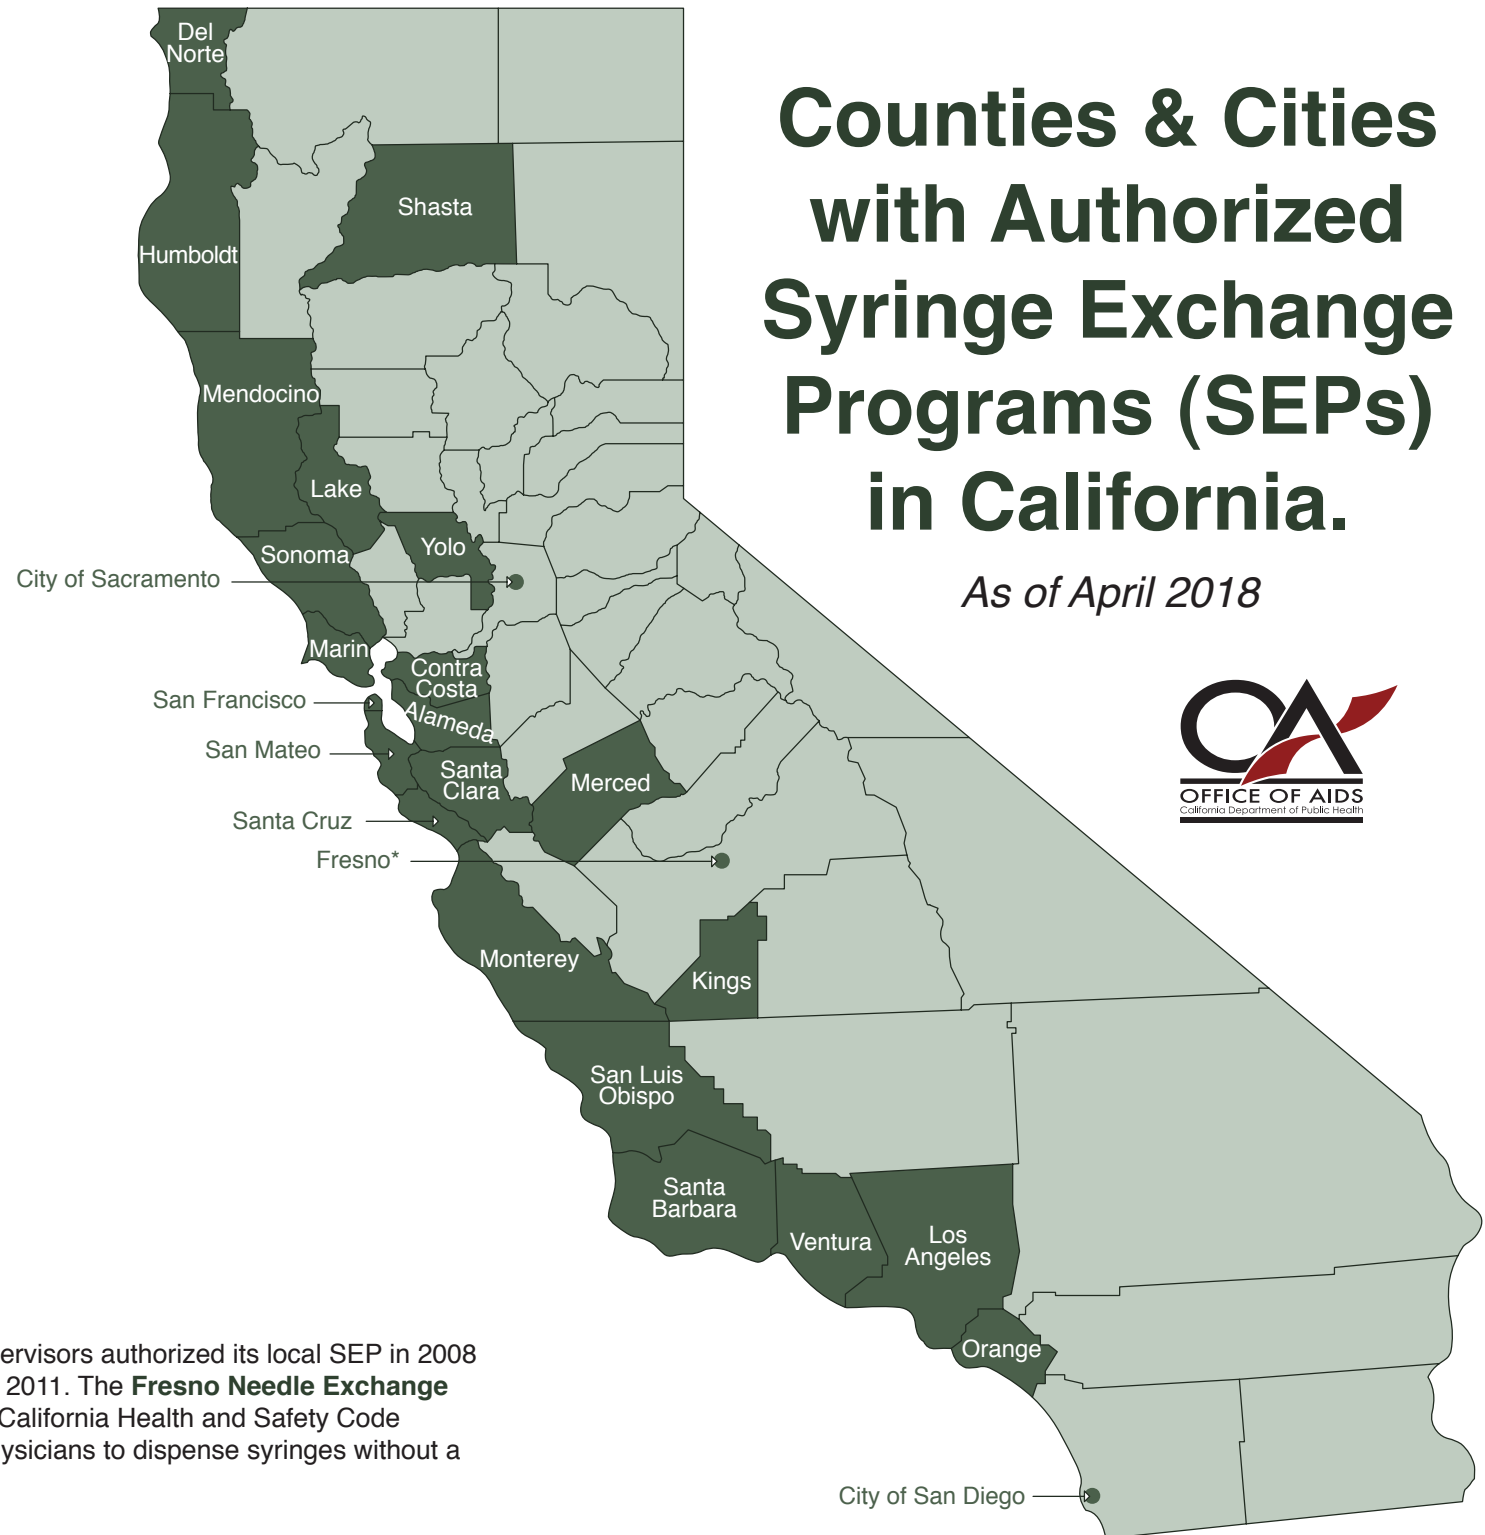 Counties & Cities
with Authorized
Syringe Exchange
Programs (SEPs)
in California.
As of April 2018
OFFICE OF AIDS
California Department of Public Health
Del
Norte
Shasta
Humboldt
Mendocino
Lake
Yolo
Sonoma
City of Sacramento
Marin
Contra
Costa
San Francisco
Alameda
San Mateo
Santa
Clara
Merced
Santa Cruz
Fresno*
Monterey
Kings
San Luis
Obispo
Santa
Barbara
Ventura
Los
Angeles
Orange
City of San Diego
ervisors authorized its local SEP in 2008
2011. The Fresno Needle Exchange
California Health and Safety Code
ysicians to dispense syringes without a